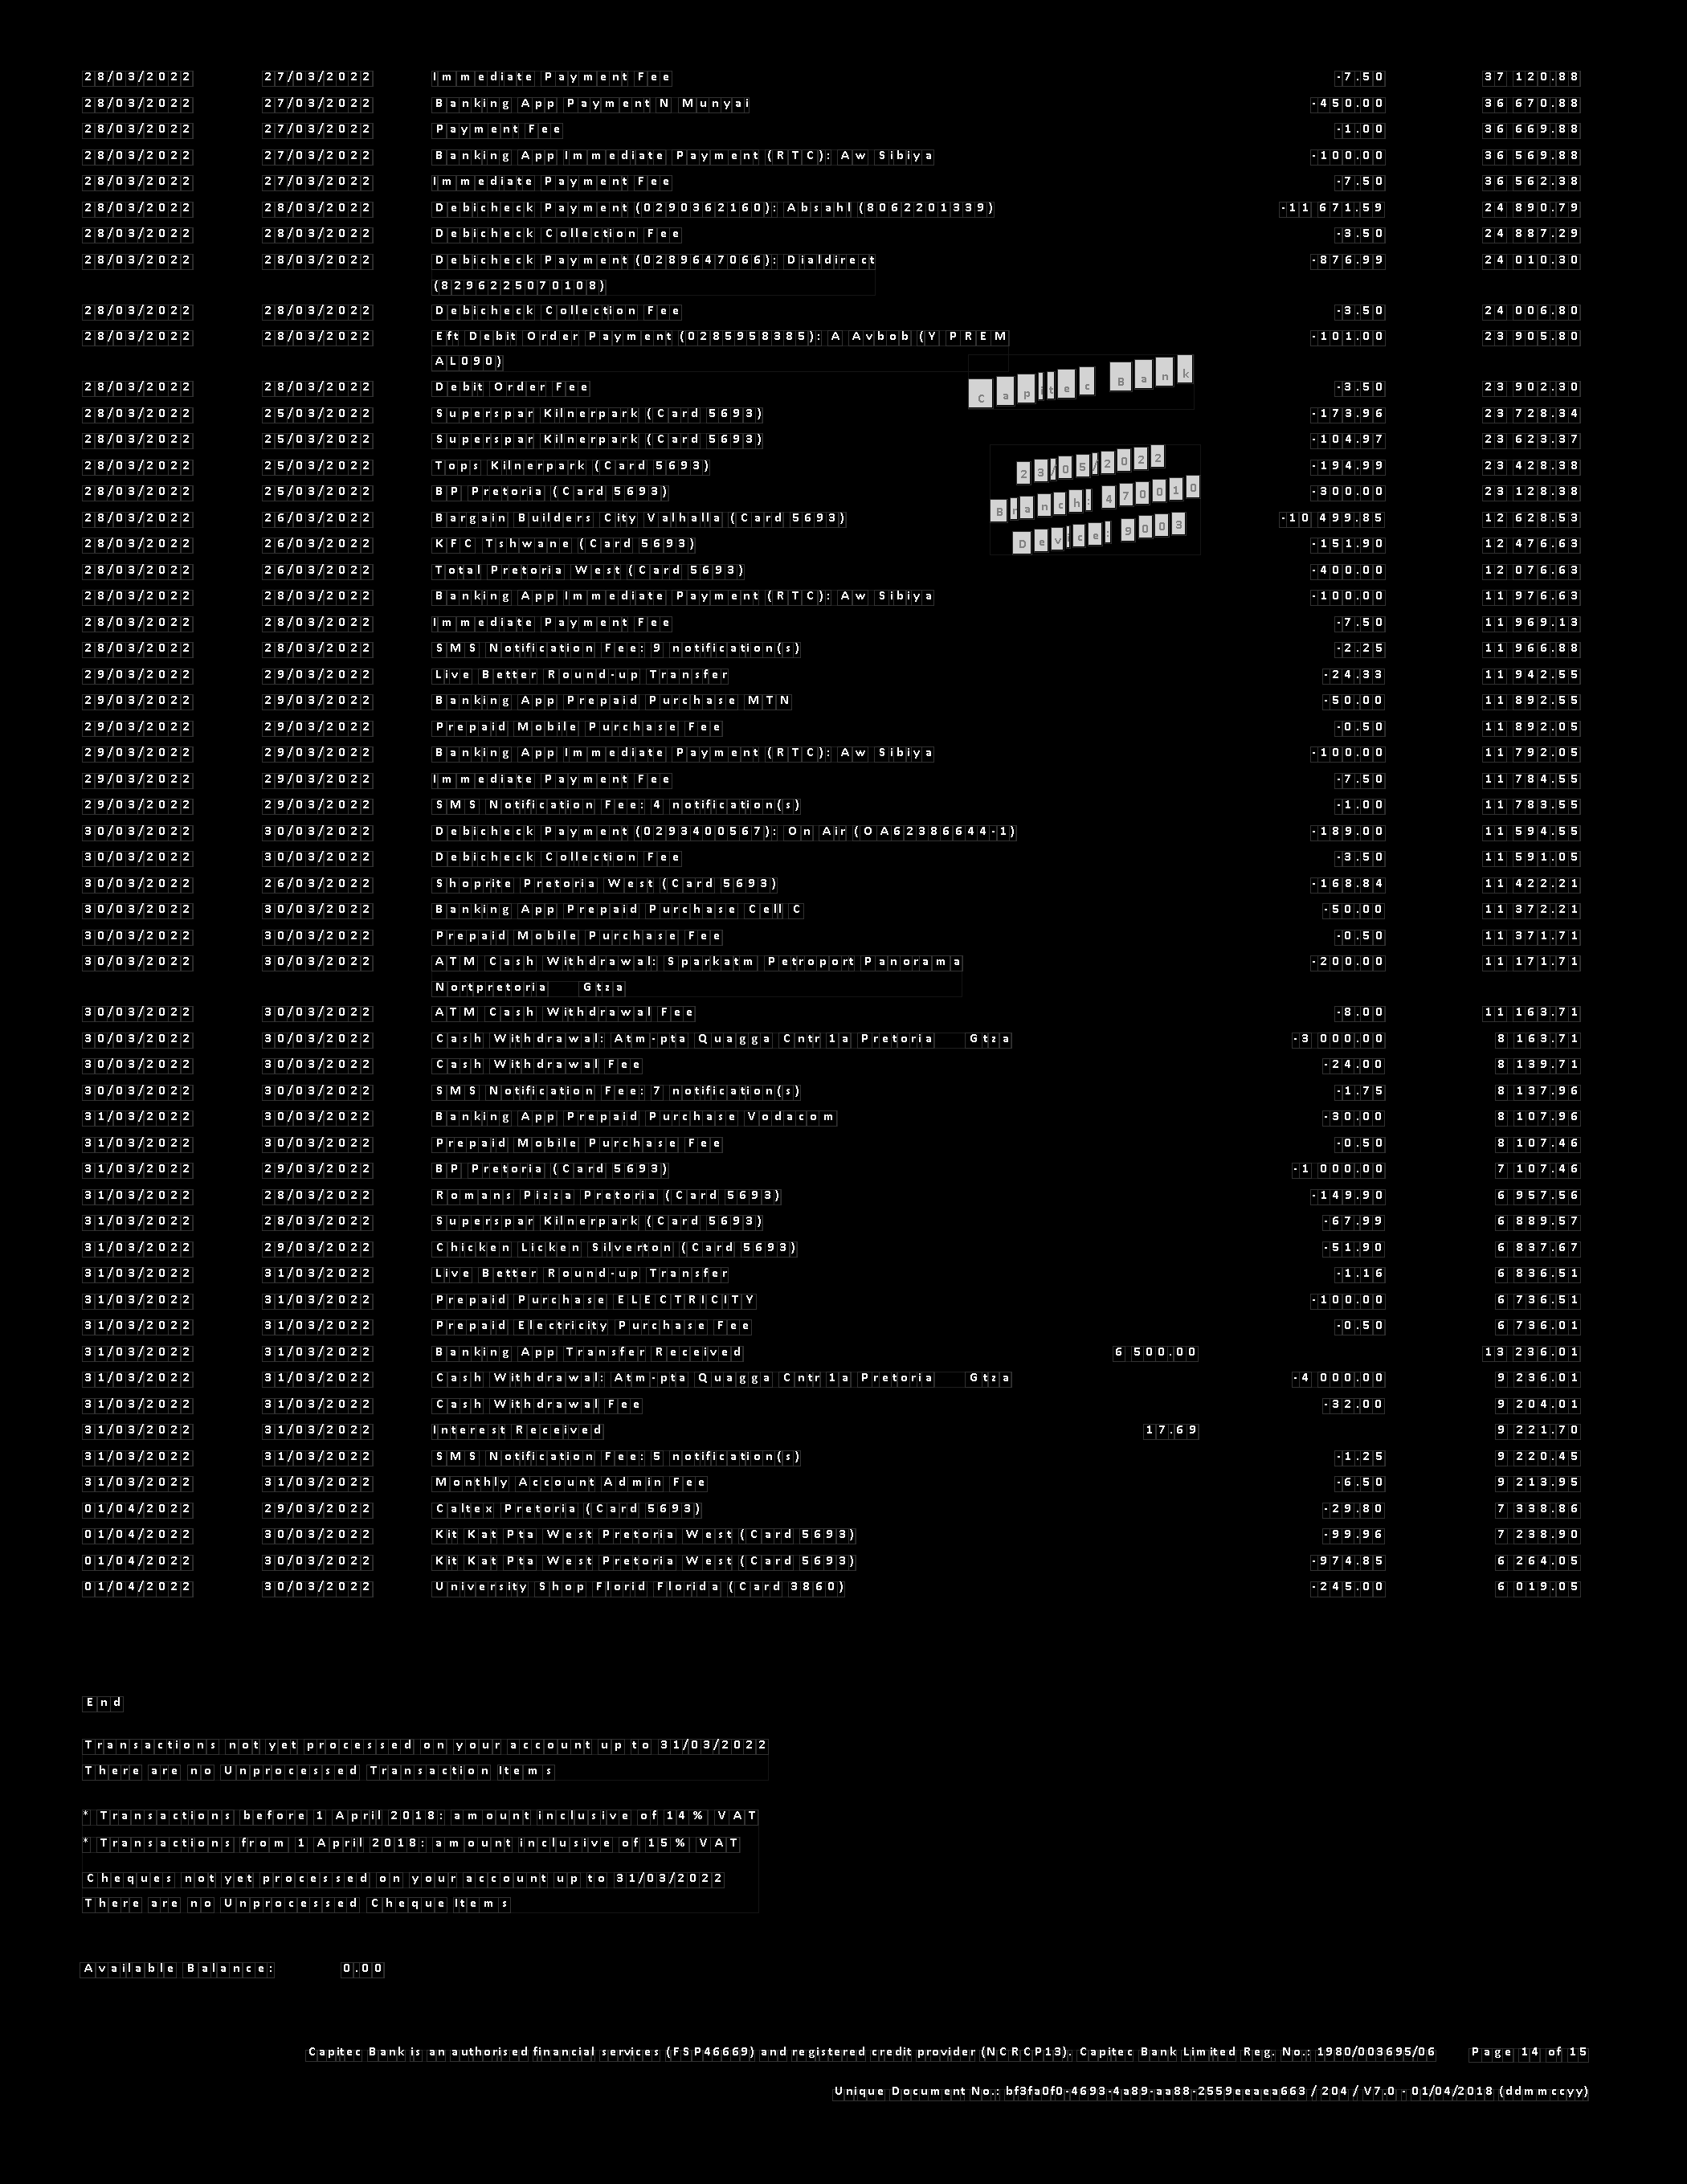 28/03/2022 27/03/2022 Immediate Payment Fee -7.50 37 120.88
28/03/2022 27/03/2022 Banking App Payment N Munyai -450.00 36 670.88
28/03/2022 27/03/2022 Payment Fee -1.00 36 669.88
28/03/2022 27/03/2022 Banking App Immediate Payment (RTC): Aw Sibiya -100.00 36 569.88
28/03/2022 27/03/2022 Immediate Payment Fee -7.50 36 562.38
28/03/2022 28/03/2022 Debicheck Payment (0290362160): Absahl (8062201339) -11 671.59 24 890.79
28/03/2022 28/03/2022 Debicheck Collection Fee -3.50 24 887.29
28/03/2022 28/03/2022 Debicheck Payment (0289647066): Dialdirect -876.99 24 010.30
(8296225070108)
28/03/2022 28/03/2022 Debicheck Collection Fee -3.50 24 006.80
28/03/2022 28/03/2022 Eft Debit Order Payment (0285958385): A Avbob (Y PREM -101.00 23 905.80
AL090)
Capitec Bank
28/03/2022 28/03/2022 Debit Order Fee -3.50 23 902.30
28/03/2022 25/03/2022 Superspar Kilnerpark (Card 5693) -173.96 23 728.34
28/03/2022 25/03/2022 Superspar Kilnerpark (Card 5693) -104.97 23 623.37
23/05/2022
28/03/2022 25/03/2022 Tops Kilnerpark (Card 5693) -194.99 23 428.38
28/03/2022 25/03/2022 BP Pretoria (Card 5693) -300.00 23 128.38
Branch: 470010
28/03/2022 26/03/2022 Bargain Builders City Valhalla (Card 5693) -10 499.85 12 628.53
Device: 9003
28/03/2022 26/03/2022 KFC Tshwane (Card 5693) -151.90 12 476.63
28/03/2022 26/03/2022 Total Pretoria West (Card 5693) -400.00 12 076.63
28/03/2022 28/03/2022 Banking App Immediate Payment (RTC): Aw Sibiya -100.00 11 976.63
28/03/2022 28/03/2022 Immediate Payment Fee -7.50 11 969.13
28/03/2022 28/03/2022 SMS Notification Fee: 9 notification(s) -2.25 11 966.88
29/03/2022 29/03/2022 Live Better Round-up Transfer -24.33 11 942.55
29/03/2022 29/03/2022 Banking App Prepaid Purchase MTN -50.00 11 892.55
29/03/2022 29/03/2022 Prepaid Mobile Purchase Fee -0.50 11 892.05
29/03/2022 29/03/2022 Banking App Immediate Payment (RTC): Aw Sibiya -100.00 11 792.05
29/03/2022 29/03/2022 Immediate Payment Fee -7.50 11 784.55
29/03/2022 29/03/2022 SMS Notification Fee: 4 notification(s) -1.00 11 783.55
30/03/2022 30/03/2022 Debicheck Payment (0293400567): On Air (OA62386644-1) -189.00 11 594.55
30/03/2022 30/03/2022 Debicheck Collection Fee -3.50 11 591.05
30/03/2022 26/03/2022 Shoprite Pretoria West (Card 5693) -168.84 11 422.21
30/03/2022 30/03/2022 Banking App Prepaid Purchase Cell C -50.00 11 372.21
30/03/2022 30/03/2022 Prepaid Mobile Purchase Fee -0.50 11 371.71
30/03/2022 30/03/2022 ATM Cash Withdrawal: Sparkatm Petroport Panorama -200.00 11 171.71
Nortpretoria Gtza
30/03/2022 30/03/2022 ATM Cash Withdrawal Fee -8.00 11 163.71
30/03/2022 30/03/2022 Cash Withdrawal: Atm-pta Quagga Cntr 1a Pretoria Gtza -3 000.00 8 163.71
30/03/2022 30/03/2022 Cash Withdrawal Fee -24.00 8 139.71
30/03/2022 30/03/2022 SMS Notification Fee: 7 notification(s) -1.75 8 137.96
31/03/2022 30/03/2022 Banking App Prepaid Purchase Vodacom -30.00 8 107.96
31/03/2022 30/03/2022 Prepaid Mobile Purchase Fee -0.50 8 107.46
31/03/2022 29/03/2022 BP Pretoria (Card 5693) -1 000.00 7 107.46
31/03/2022 28/03/2022 Romans Pizza Pretoria (Card 5693) -149.90 6 957.56
31/03/2022 28/03/2022 Superspar Kilnerpark (Card 5693) -67.99 6 889.57
31/03/2022 29/03/2022 Chicken Licken Silverton (Card 5693) -51.90 6 837.67
31/03/2022 31/03/2022 Live Better Round-up Transfer -1.16 6 836.51
31/03/2022 31/03/2022 Prepaid Purchase ELECTRICITY -100.00 6 736.51
31/03/2022 31/03/2022 Prepaid Electricity Purchase Fee -0.50 6 736.01
31/03/2022 31/03/2022 Banking App Transfer Received 6 500.00 13 236.01
31/03/2022 31/03/2022 Cash Withdrawal: Atm-pta Quagga Cntr 1a Pretoria Gtza -4 000.00 9 236.01
31/03/2022 31/03/2022 Cash Withdrawal Fee -32.00 9 204.01
31/03/2022 31/03/2022 Interest Received 17.69 9 221.70
31/03/2022 31/03/2022 SMS Notification Fee: 5 notification(s) -1.25 9 220.45
31/03/2022 31/03/2022 Monthly Account Admin Fee -6.50 9 213.95
01/04/2022 29/03/2022 Caltex Pretoria (Card 5693) -29.80 7 338.86
01/04/2022 30/03/2022 Kit Kat Pta West Pretoria West (Card 5693) -99.96 7 238.90
01/04/2022 30/03/2022 Kit Kat Pta West Pretoria West (Card 5693) -974.85 6 264.05
01/04/2022 30/03/2022 University Shop Florid Florida (Card 3860) -245.00 6 019.05
End
Transactions not yet processed on your account up to 31/03/2022
There are no Unprocessed Transaction Items
* Transactions before 1 April 2018: amount inclusive of 14% VAT
* Transactions from 1 April 2018: amount inclusive of 15% VAT
Cheques not yet processed on your account up to 31/03/2022
There are no Unprocessed Cheque Items
Available Balance: 0.00
Capitec Bank is an authorised financial services (FSP46669) and registered credit provider (NCRCP13). Capitec Bank Limited Reg. No.: 1980/003695/06 Page 14 of 15
Unique Document No.: bf3fa0f0-4693-4a89-aa88-2559eeaea663 / 204 / V7.0 - 01/04/2018 (ddmmccyy)